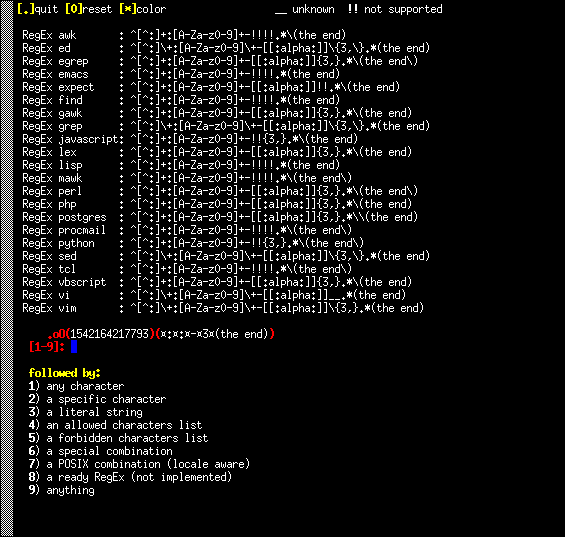 [.]quit [0]reset [*]color __ unknown !! not supported
RegEx awk : ^[^:]+:[A-Za-z0-9]+-!!!!.*\(the end)
RegEx ed : ^[^:]\+:[A-Za-z0-9]\+-[[:alpha:]]\{3,\}.*(the end)
RegEx egrep : ^[^:]+:[A-Za-z0-9]+-[[:alpha:]]{3,}.*\(the end\)
RegEx emacs : ^[^:]+:[A-Za-z0-9]+-!!!!.*(the end)
RegEx expect : ^[^:]+:[A-Za-z0-9]+-[[:alpha:]]!!.*\(the end)
RegEx find : ^[^:]+:[A-Za-z0-9]+-!!!!.*(the end)
RegEx gawk : ^[^:]+:[A-Za-z0-9]+-[[:alpha:]]{3,}.*\(the end)
RegEx grep : ^[^:]\+:[A-Za-z0-9]\+-[[:alpha:]]\{3,\}.*(the end)
RegEx javascript: ^[^:]+:[A-Za-z0-9]+-!!{3,}.*\(the end)
RegEx lex : ^[^:]+:[A-Za-z0-9]+-[[:alpha:]]{3,}.*\(the end)
RegEx lisp : ^[^:]+:[A-Za-z0-9]+-!!!!.*(the end)
RegEx mawk : ^[^:]+:[A-Za-z0-9]+-!!!!.*\(the end\)
RegEx perl : ^[^:]+:[A-Za-z0-9]+-[[:alpha:]]{3,}.*\(the end\)
RegEx php : ^[^:]+:[A-Za-z0-9]+-[[:alpha:]]{3,}.*\(the end)
RegEx postgres : ^[^:]+:[A-Za-z0-9]+-[[:alpha:]]{3,}.*\\(the end)
RegEx procmail : ^[^:]+:[A-Za-z0-9]+-!!!!.*\(the end)
RegEx python : ^[^:]+:[A-Za-z0-9]+-!!{3,}.*\(the end\)
RegEx sed : ^[^:]\+:[A-Za-z0-9]\+-[[:alpha:]]\{3,\}.*(the end)
RegEx tcl : ^[^:]+:[A-Za-z0-9]+-!!!!.*\(the end\)
RegEx vbscript : ^[^:]+:[A-Za-z0-9]+-[[:alpha:]]{3,}.*\(the end)
RegEx vi : ^[^:]\+:[A-Za-z0-9]\+-[[:alpha:]]__.*(the end)
RegEx vim : ^[^:]\+:[A-Za-z0-9]\+-[[:alpha:]]\{3,}.*(the end)
.oO(1542164217793)(¤:¤:¤-¤3¤(the end))
[1-9]:
followed by:
1) any character
2) a specific character
3) a literal string
4) an allowed characters list
5) a forbidden characters list
6) a special combination
7) a POSIX combination (locale aware)
8) a ready RegEx (not implemented)
9) anything